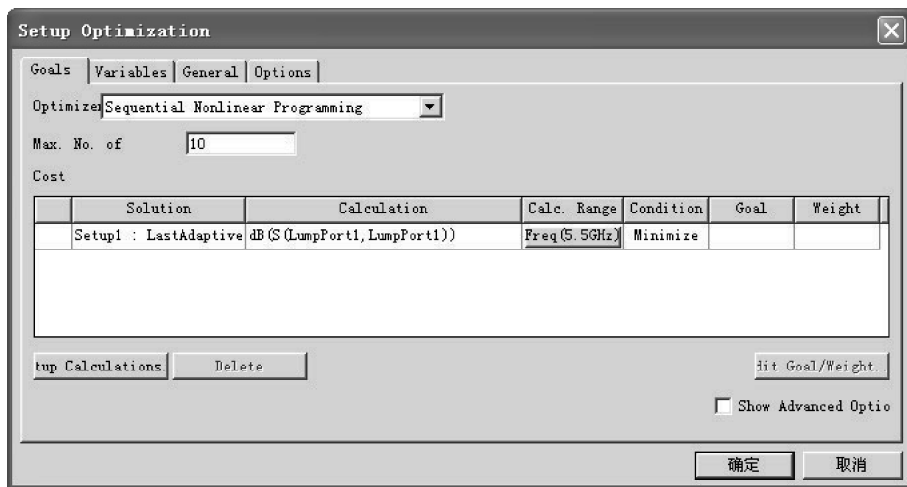 Setup Optimization
Goals Variables General Options
Optimizer Sequential Nonlinear Programming
Max. No. of 10
Cost
Solution Calculation Calc. Range Condition Goal Weight
Setup1 : LastAdaptive dB(S(LumpPort1,LumpPort1)) Freq(5.5GHz) Minimize
tup Calculations. Delete dit Goal/Weight.
Show Advanced Optio
确定 取消